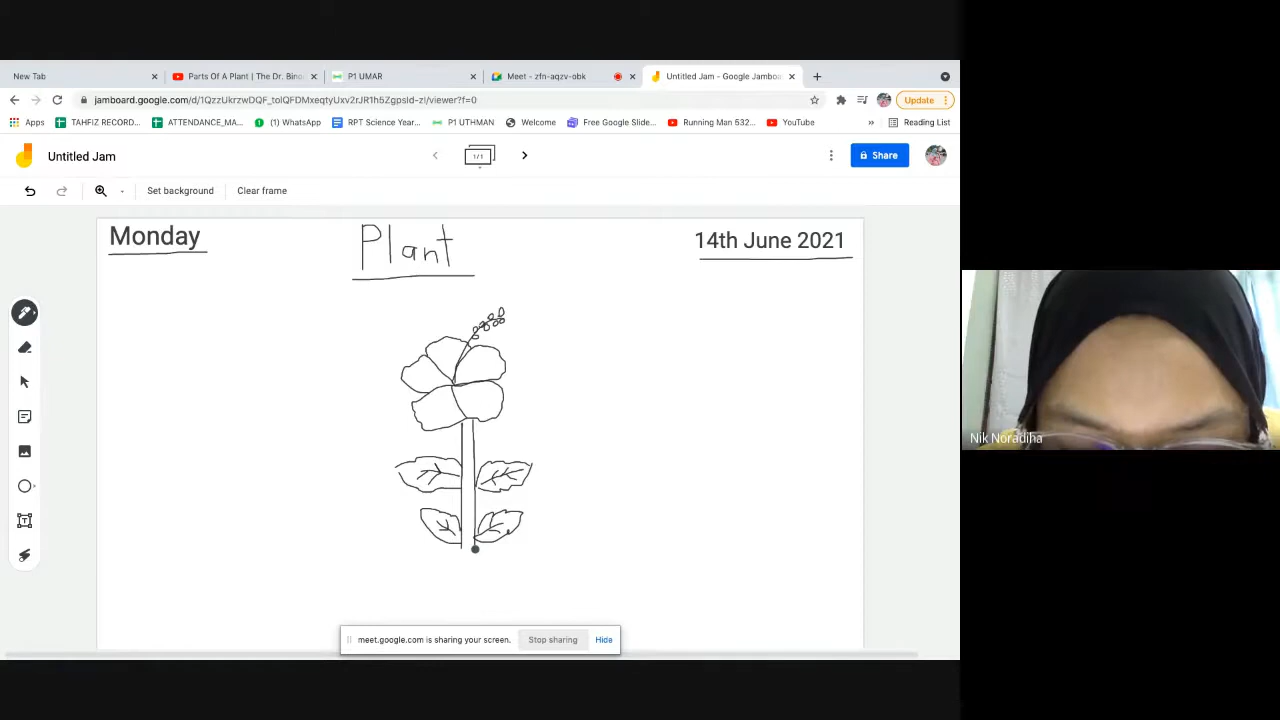 New Tab
Parts Of A Plant | The Dr. Bino
P1 UMAR
Meet - zfn-aqzv-obk
Untitled Jam - Google Jamboa
jamboard.google.com/d/1QzzUkrzwDQF_tolQFDMxeqtyUxv2rJR1h5Zgpsld-zI/viewer?f=0
Update
Apps
TAHFIZ RECORD...
ATTENDANCE_MA...
(1) WhatsApp
RPT Science Year...
P1 UTHMAN
Welcome
Free Google Slide...
Running Man 532...
YouTube
»
Reading List
Untitled Jam
1/1
Share
Set background
Clear frame
Monday
Plant
14th June 2021
Nik Noradiha
meet.google.com is sharing your screen.
Stop sharing
Hide